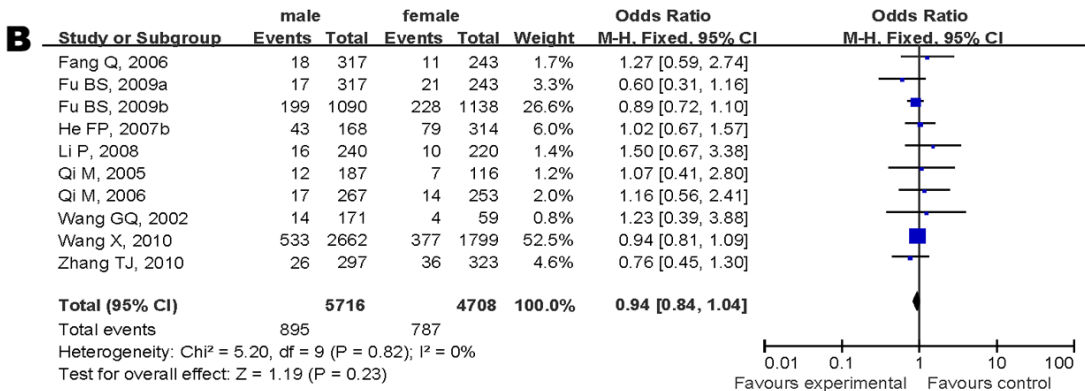 male female Odds Ratio Odds Ratio
B Study or Subgroup Events Total Events Total Weight M-H, Fixed, 95% CI M-H, Fixed, 95% CI
Fang Q, 2006 18 317 11 243 1.7% 1.27 [0.59, 2.74]
Fu BS, 2009a 17 317 21 243 3.3% 0.60 [0.31, 1.16]
Fu BS, 2009b 199 1090 228 1138 26.6% 0.89 [0.72, 1.10]
He FP, 2007b 43 168 79 314 6.0% 1.02 [0.67, 1.57]
Li P, 2008 16 240 10 220 1.4% 1.50 [0.67, 3.38]
Qi M, 2005 12 187 7 116 1.2% 1.07 [0.41, 2.80]
Qi M, 2006 17 267 14 253 2.0% 1.16 [0.56, 2.41]
Wang GQ, 2002 14 171 4 59 0.8% 1.23 [0.39, 3.88]
Wang X, 2010 533 2662 377 1799 52.5% 0.94 [0.81, 1.09]
Zhang TJ, 2010 26 297 36 323 4.6% 0.76 [0.45, 1.30]
Total (95% CI) 5716 4708 100.0% 0.94 [0.84, 1.04]
Total events 895 787
Heterogeneity: Chi² = 5.20, df = 9 (P = 0.82); I² = 0%
Test for overall effect: Z = 1.19 (P = 0.23)
0.01 0.1 1 10 100
Favours experimental Favours control